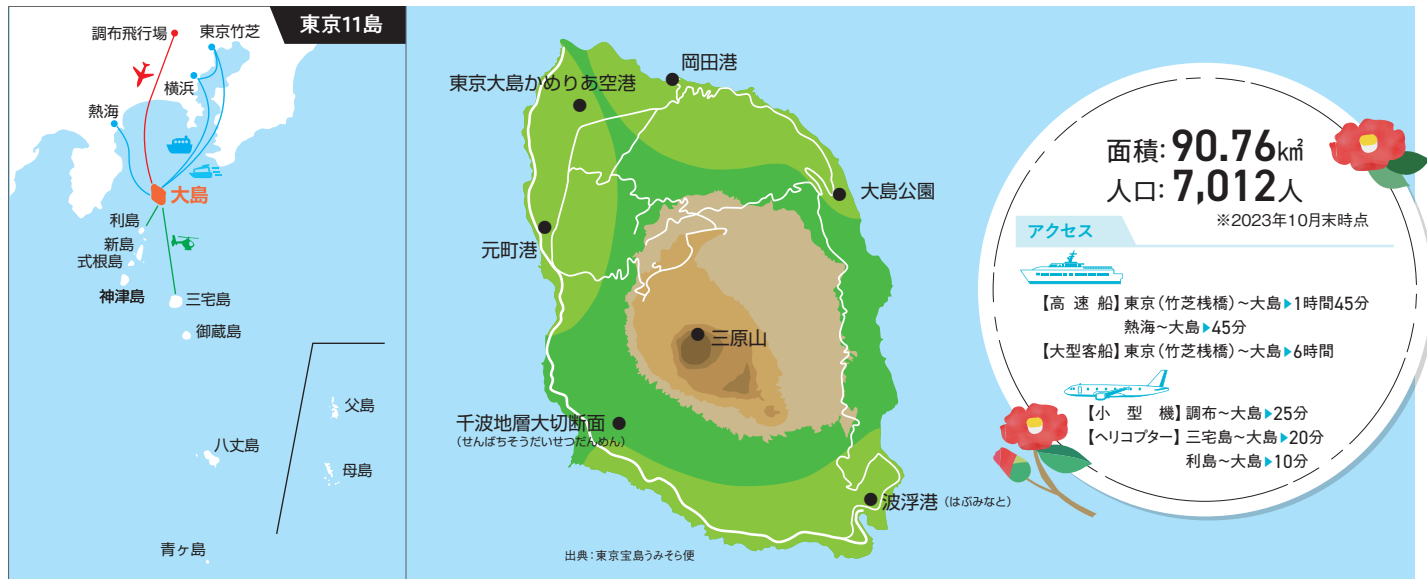 東京11島
調布飛行場
東京竹芝
横浜
熱海
大島
利島
新島
式根島
神津島
三宅島
御蔵島
父島
八丈島
母島
青ヶ島
岡田港
東京大島かめりあ空港
大島公園
元町港
三原山
千波地層大切断面
(せんばちそうだいせつだんめん)
波浮港(はぶみなと)
出典:東京宝島うみそら便
面積:90.76㎢
人口:7,012人
※2023年10月末時点
アクセス
【高速船】東京(竹芝桟橋)~大島▶1時間45分
熱海~大島▶45分
【大型客船】東京(竹芝桟橋)~大島▶6時間
【小型機】調布~大島▶25分
【ヘリコプター】三宅島~大島▶20分
利島~大島▶10分